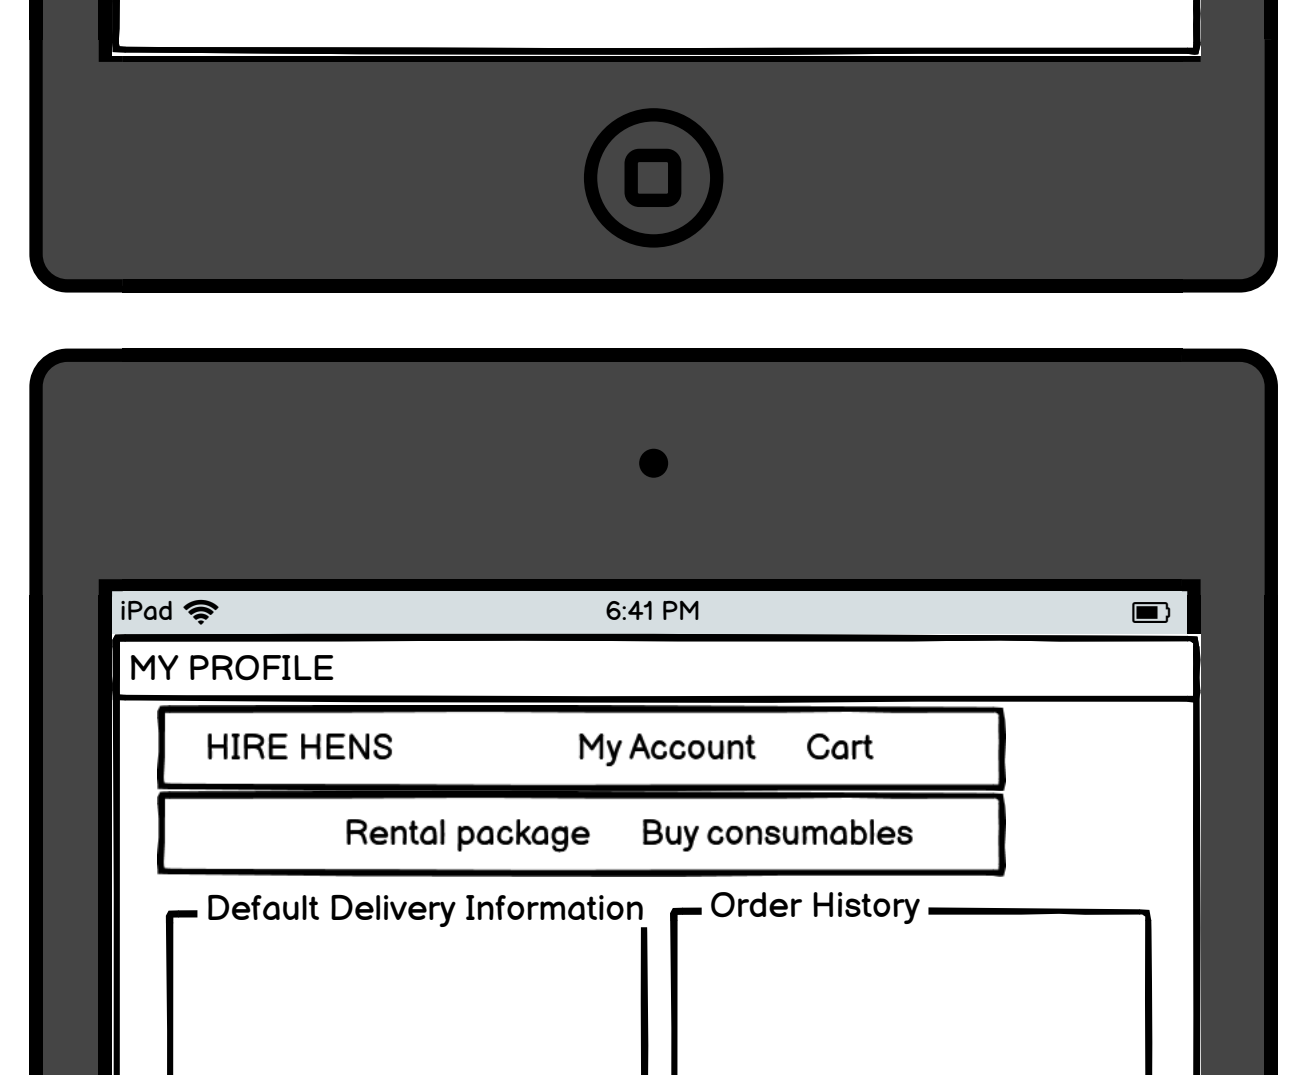 iPad 6:41 PM
MY PROFILE
HIRE HENS My Account Cart
Rental package Buy consumables
Default Delivery Information Order History